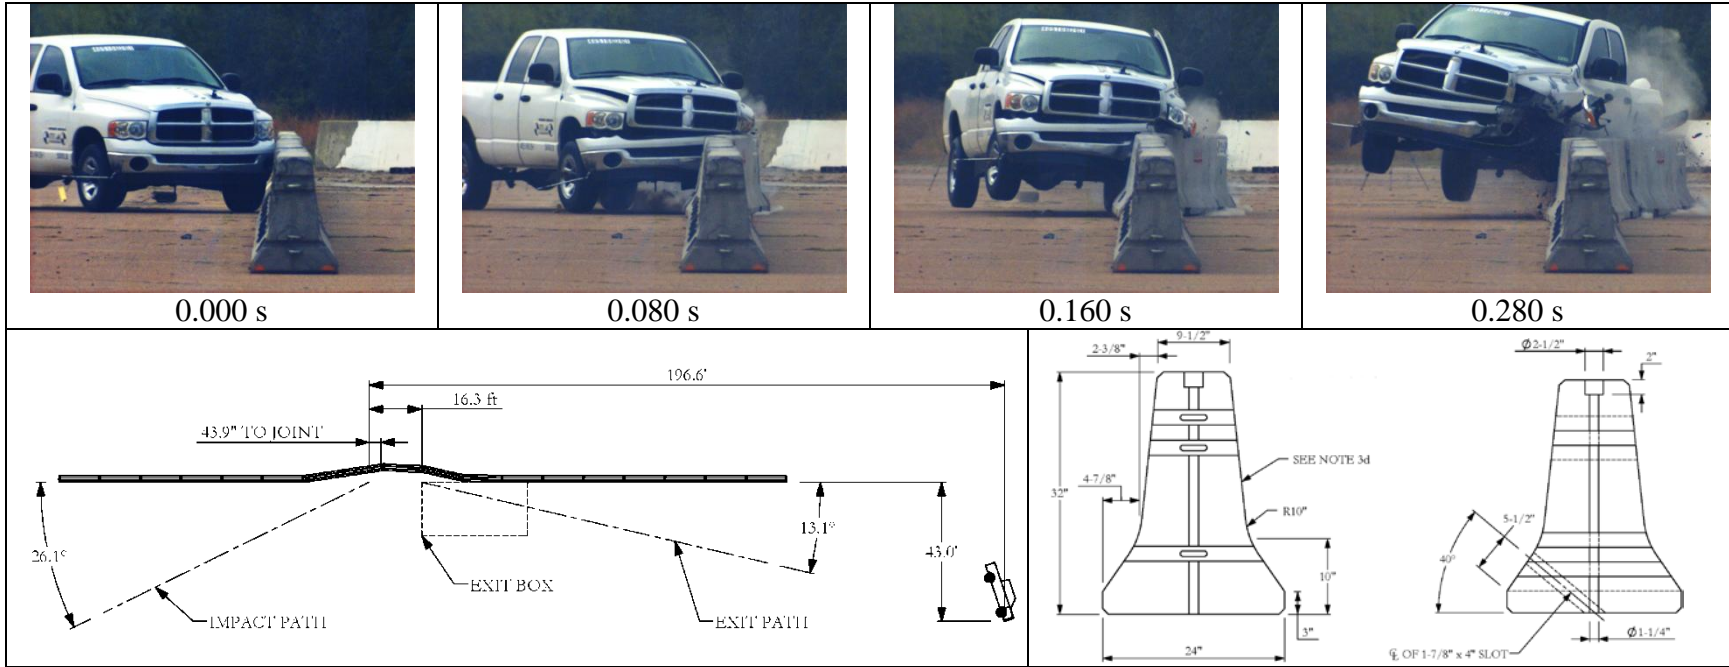 0.000 s
0.080 s
0.160 s
0.280 s
196.6'
16.3 ft
43.9" TO JOINT
26.1°
13.1°
43.0'
EXIT BOX
IMPACT PATH
EXIT PATH
9-1/2"
2-3/8"
SEE NOTE 3d
4-7/8"
32"
R10"
10"
3"
24"
Ø2-1/2"
2"
5-1/2"
40°
Ø1-1/4"
℄ OF 1-7/8" x 4" SLOT